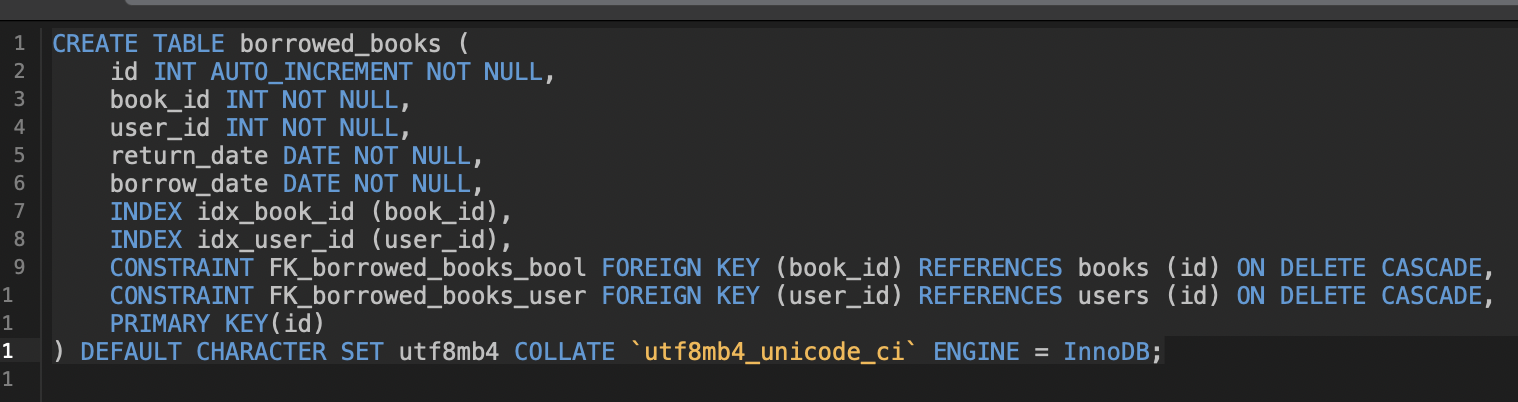 1 CREATE TABLE borrowed_books (
2 id INT AUTO_INCREMENT NOT NULL,
3 book_id INT NOT NULL,
4 user_id INT NOT NULL,
5 return_date DATE NOT NULL,
6 borrow_date DATE NOT NULL,
7 INDEX idx_book_id (book_id),
8 INDEX idx_user_id (user_id),
9 CONSTRAINT FK_borrowed_books_bool FOREIGN KEY (book_id) REFERENCES books (id) ON DELETE CASCADE,
1 CONSTRAINT FK_borrowed_books_user FOREIGN KEY (user_id) REFERENCES users (id) ON DELETE CASCADE,
1 PRIMARY KEY(id)
1 ) DEFAULT CHARACTER SET utf8mb4 COLLATE `utf8mb4_unicode_ci` ENGINE = InnoDB;
1